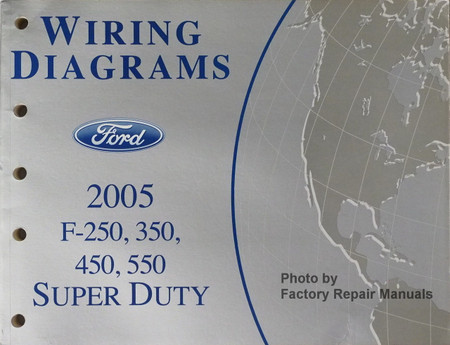 WIRING
DIAGRAMS
Ford
2005
F-250, 350,
450, 550
SUPER DUTY
Photo by
Factory Repair Manuals